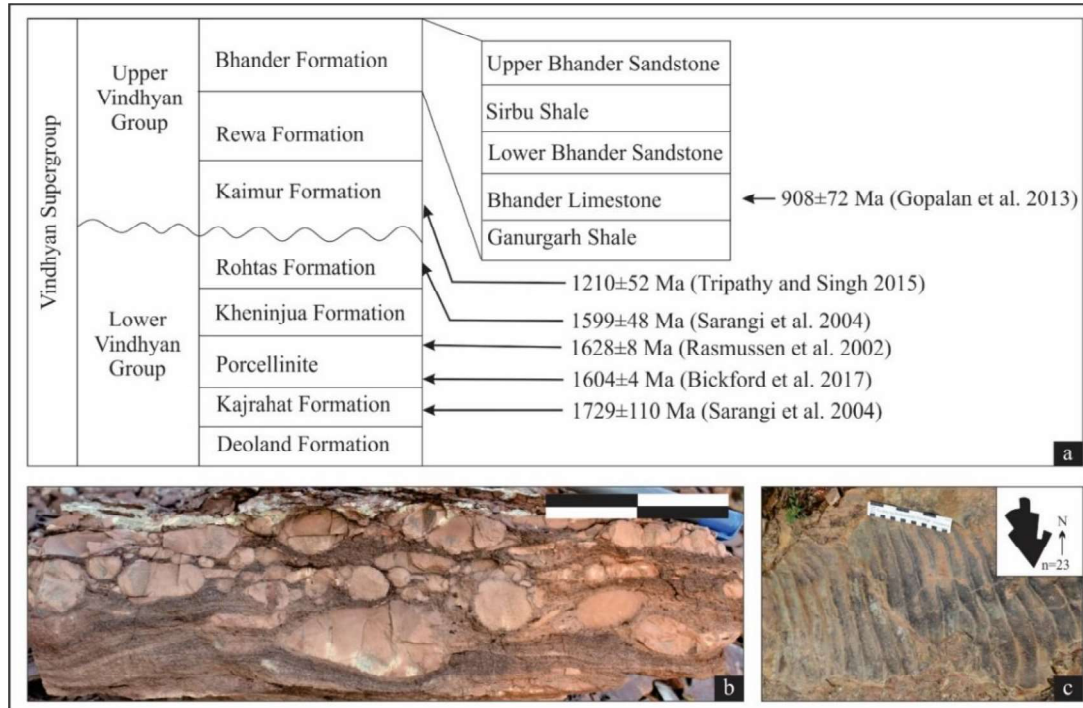 Vindhyan Supergroup
Upper
Vindhyan
Group
Lower
Vindhyan
Group
Bhander Formation
Rewa Formation
Kaimur Formation
Rohtas Formation
Kheninjua Formation
Porcellinite
Kajrahat Formation
Deoland Formation
Upper Bhander Sandstone
Sirbu Shale
Lower Bhander Sandstone
Bhander Limestone
Ganurgarh Shale
908±72 Ma (Gopalan et al. 2013)
1210±52 Ma (Tripathy and Singh 2015)
1599±48 Ma (Sarangi et al. 2004)
1628±8 Ma (Rasmussen et al. 2002)
1604±4 Ma (Bickford et al. 2017)
1729±110 Ma (Sarangi et al. 2004)
a
b
N
n=23
c